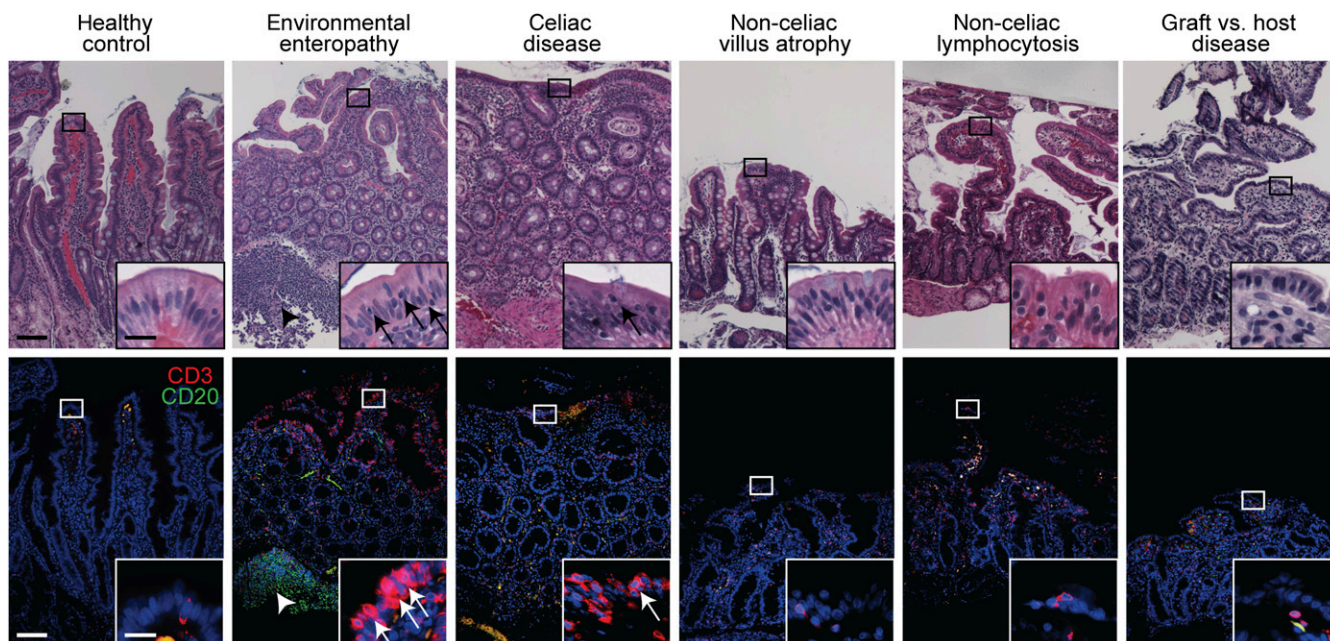 Healthy
control
Environmental
enteropathy
Celiac
disease
Non-celiac
villus atrophy
Non-celiac
lymphocytosis
Graft vs. host
disease
CD3
CD20